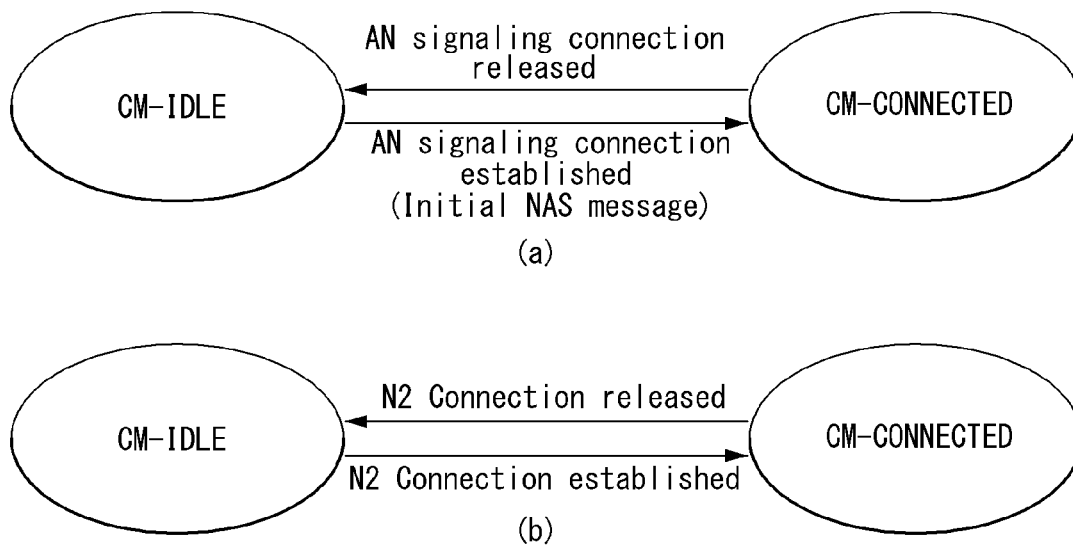 AN signaling connection
released
CM-IDLE
CM-CONNECTED
AN signaling connection
established
(Initial NAS message)
(a)
N2 Connection released
CM-IDLE
CM-CONNECTED
N2 Connection established
(b)